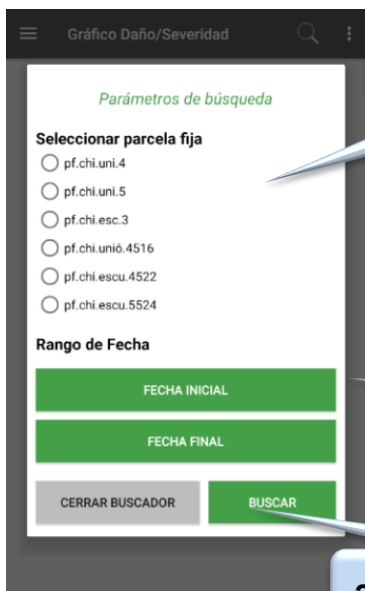 Gráfico Daño/Severidad
Parámetros de búsqueda
Seleccionar parcela fija
pf.chi.uni.4
pf.chi.uni.5
pf.chi.esc.3
pf.chi.unió.4516
pf.chi.escu.4522
pf.chi.escu.5524
Rango de Fecha
FECHA INICIAL
FECHA FINAL
CERRAR BUSCADOR BUSCAR